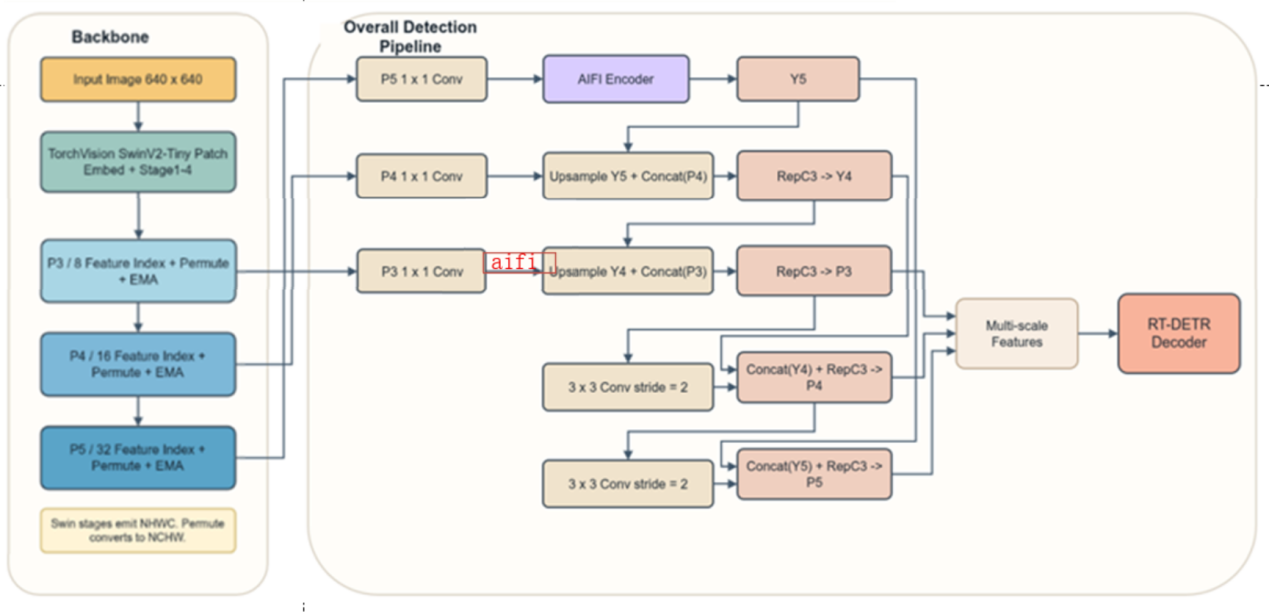 Backbone
Input Image 640 x 640
TorchVision SwinV2-Tiny Patch
Embed + Stage1-4
P3 / 8 Feature Index + Permute
+ EMA
P4 / 16 Feature Index +
Permute + EMA
P5 / 32 Feature Index +
Permute + EMA
Swin stages emit NHWC. Permute
converts to NCHW.
Overall Detection
Pipeline
P5 1 x 1 Conv
AIFI Encoder
Y5
P4 1 x 1 Conv
Upsample Y5 + Concat(P4)
RepC3 -> Y4
P3 1 x 1 Conv
aifi
Upsample Y4 + Concat(P3)
RepC3 -> P3
3 x 3 Conv stride = 2
Concat(Y4) + RepC3 ->
P4
3 x 3 Conv stride = 2
Concat(Y5) + RepC3 ->
P5
Multi-scale
Features
RT-DETR
Decoder